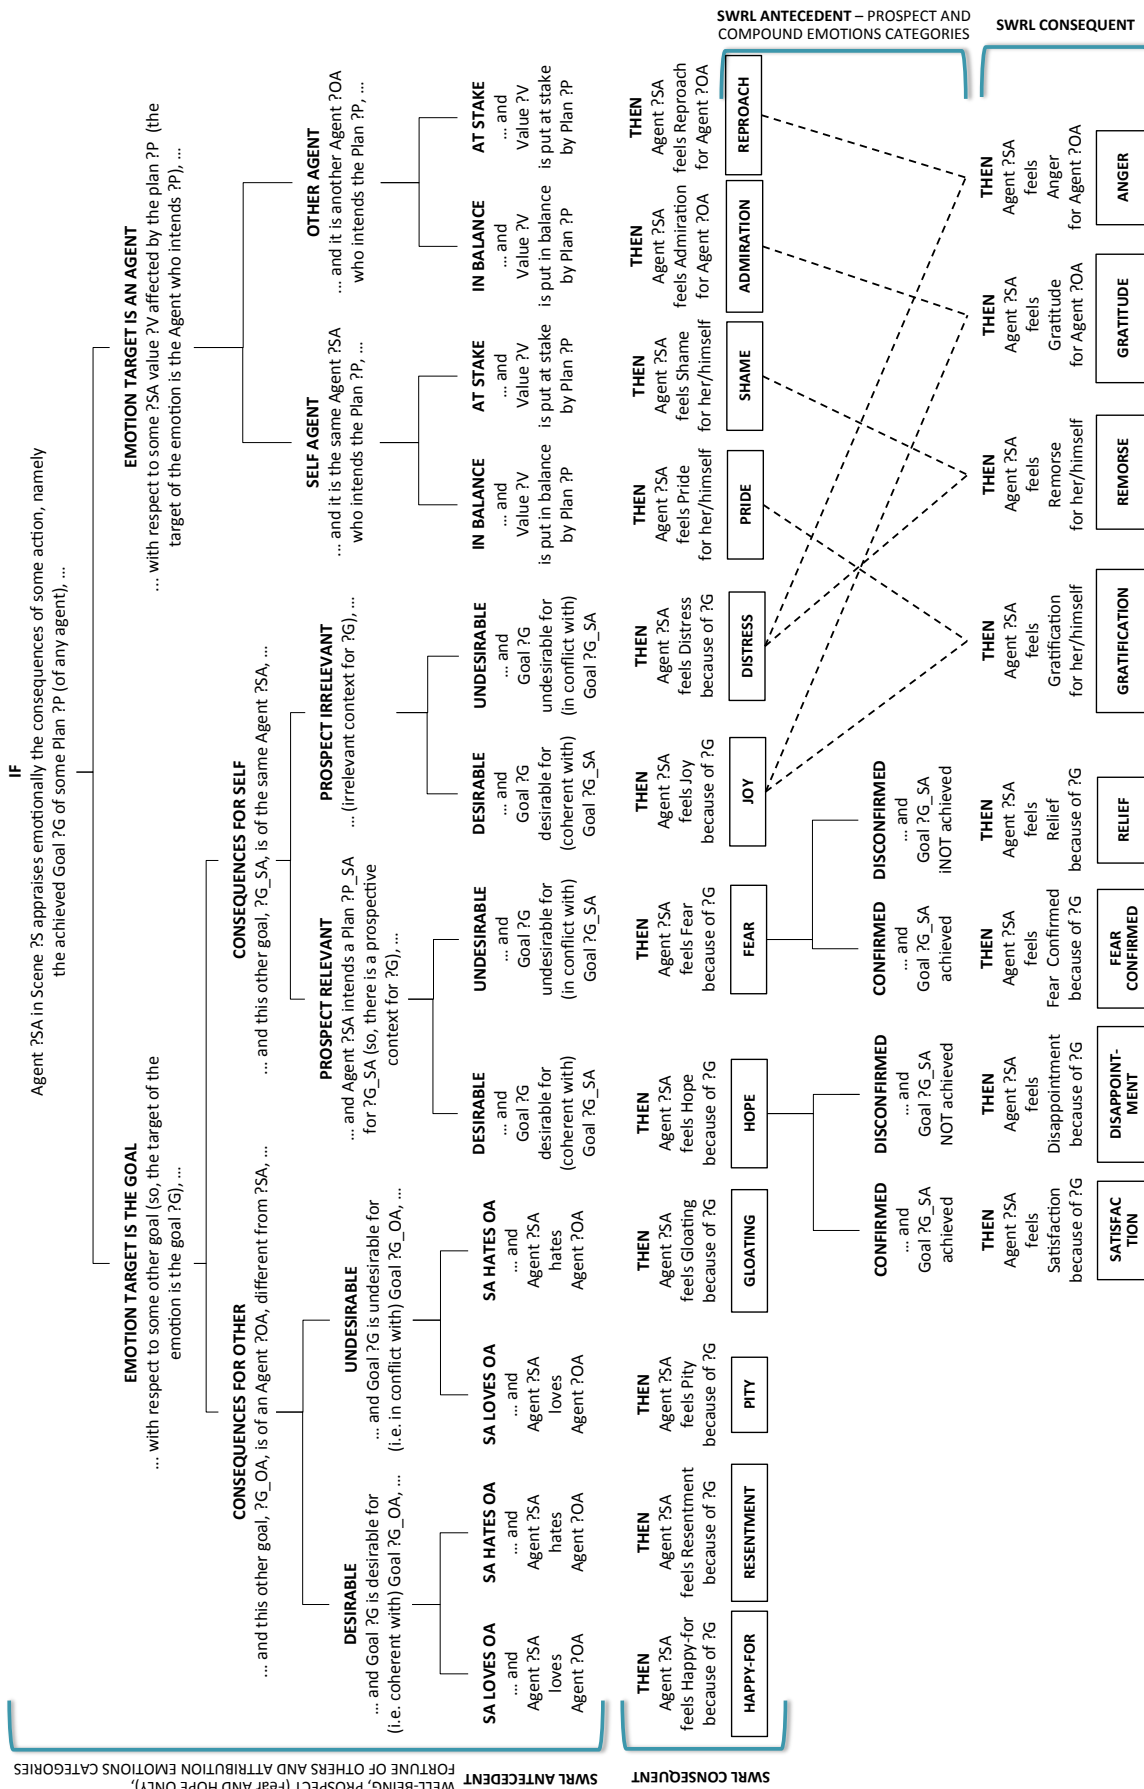 IF
Agent ?SA in Scene ?S appraises emotionally the consequences of some action, namely
the achieved Goal ?G of some Plan ?P (of any agent), ...
EMOTION TARGET IS THE GOAL
... with respect to some other goal (so, the target of the
emotion is the goal ?G), ...
EMOTION TARGET IS AN AGENT
... with respect to some ?SA value ?V affected by the plan ?P (the
target of the emotion is the Agent who intends ?P), ...
CONSEQUENCES FOR OTHER
... and this other goal, ?G_OA, is of an Agent ?OA, different from ?SA, ...
CONSEQUENCES FOR SELF
... and this other goal, ?G_SA, is of the same Agent ?SA, ...
SELF AGENT
... and it is the same Agent ?SA
who intends the Plan ?P, ...
OTHER AGENT
... and it is another Agent ?OA
who intends the Plan ?P, ...
DESIRABLE
... and Goal ?G is desirable for
(i.e. coherent with) Goal ?G_OA, ...
UNDESIRABLE
... and Goal ?G is undesirable for
(i.e. in conflict with) Goal ?G_OA, ...
PROSPECT RELEVANT
... and Agent ?SA intends a Plan ?P_SA
for ?G_SA (so, there is a prospective
context for ?G), ...
PROSPECT IRRELEVANT
... (irrelevant context for ?G), ...
SA LOVES OA
... and
Agent ?SA
loves
Agent ?OA
SA HATES OA
... and
Agent ?SA
hates
Agent ?OA
SA LOVES OA
... and
Agent ?SA
loves
Agent ?OA
SA HATES OA
... and
Agent ?SA
hates
Agent ?OA
DESIRABLE
... and
Goal ?G
desirable for
(coherent with)
Goal ?G_SA
UNDESIRABLE
... and
Goal ?G
undesirable for
(in conflict with)
Goal ?G_SA
DESIRABLE
... and
Goal ?G
desirable for
(coherent with)
Goal ?G_SA
UNDESIRABLE
... and
Goal ?G
undesirable for
(in conflict with)
Goal ?G_SA
IN BALANCE
... and
Value ?V
is put in balance
by Plan ?P
AT STAKE
... and
Value ?V
is put at stake
by Plan ?P
IN BALANCE
... and
Value ?V
is put in balance
by Plan ?P
AT STAKE
... and
Value ?V
is put at stake
by Plan ?P
THEN
Agent ?SA
feels Happy-for
because of ?G
HAPPY-FOR
THEN
Agent ?SA
feels Resentment
because of ?G
RESENTMENT
THEN
Agent ?SA
feels Pity
because of ?G
PITY
THEN
Agent ?SA
feels Gloating
because of ?G
GLOATING
THEN
Agent ?SA
feels Hope
because of ?G
HOPE
THEN
Agent ?SA
feels Fear
because of ?G
FEAR
THEN
Agent ?SA
feels Joy
because of ?G
JOY
THEN
Agent ?SA
feels Distress
because of ?G
DISTRESS
THEN
Agent ?SA
feels Pride
for her/himself
PRIDE
THEN
Agent ?SA
feels Shame
for her/himself
SHAME
THEN
Agent ?SA
feels Admiration
for Agent ?OA
ADMIRATION
THEN
Agent ?SA
feels Reproach
for Agent ?OA
REPROACH
CONFIRMED
... and
Goal ?G_SA
achieved
DISCONFIRMED
... and
Goal ?G_SA
NOT achieved
CONFIRMED
... and
Goal ?G_SA
achieved
DISCONFIRMED
... and
Goal ?G_SA
iNOT achieved
THEN
Agent ?SA
feels
Satisfaction
because of ?G
SATISFAC
TION
THEN
Agent ?SA
feels
Disappointment
because of ?G
DISAPPOINT-
MENT
THEN
Agent ?SA
feels
Fear Confirmed
because of ?G
FEAR
CONFIRMED
THEN
Agent ?SA
feels
Relief
because of ?G
RELIEF
THEN
Agent ?SA
feels
Gratification
for her/himself
GRATIFICATION
THEN
Agent ?SA
feels
Remorse
for her/himself
REMORSE
THEN
Agent ?SA
feels
Gratitude
for Agent ?OA
GRATITUDE
THEN
Agent ?SA
feels
Anger
for Agent ?OA
ANGER
SWRL ANTECEDENT
WELL-BEING, PROSPECT (FEAR AND HOPE ONLY),
FORTUNE OF OTHERS AND ATTRIBUTION EMOTIONS CATEGORIES
SWRL CONSEQUENT
SWRL ANTECEDENT – PROSPECT AND
COMPOUND EMOTIONS CATEGORIES
SWRL CONSEQUENT